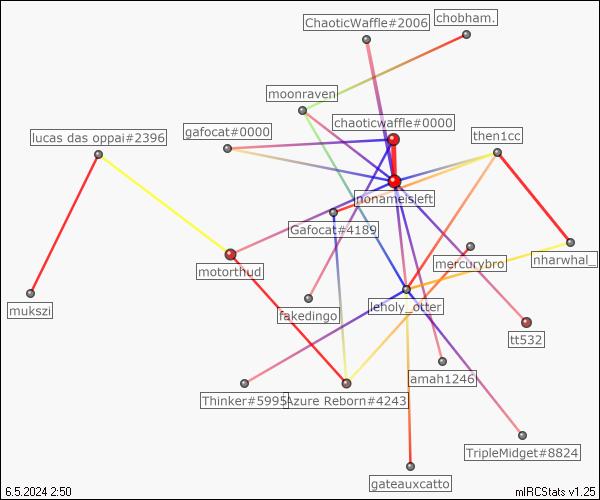 ChaoticWaffle#2006
chobham.
moonraven
chaoticwaffle#0000
gafocat#0000
then1cc
lucas das oppai#2396
nonameisleft
Gafocat#4189
mercurybro
nharwhal_
motorthud
leholy_otter
mukszi
fakedingo
tt532
amah1246
Thinker#5995
Azure Reborn#4243
TripleMidget#8824
gateauxcatto
6.5.2024 2:50
mIRCStats v1.25